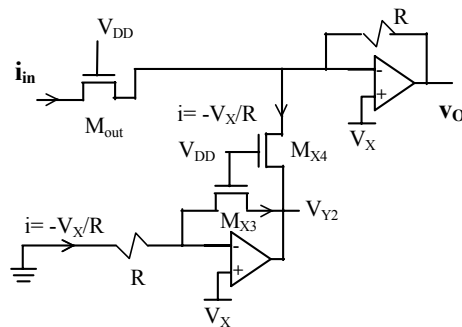 V_DD
R
i_in
-
+
v_O
M_out
V_X
i= -V_X/R
V_DD
M_X4
M_X3
V_Y2
i= -V_X/R
R
-
+
V_X